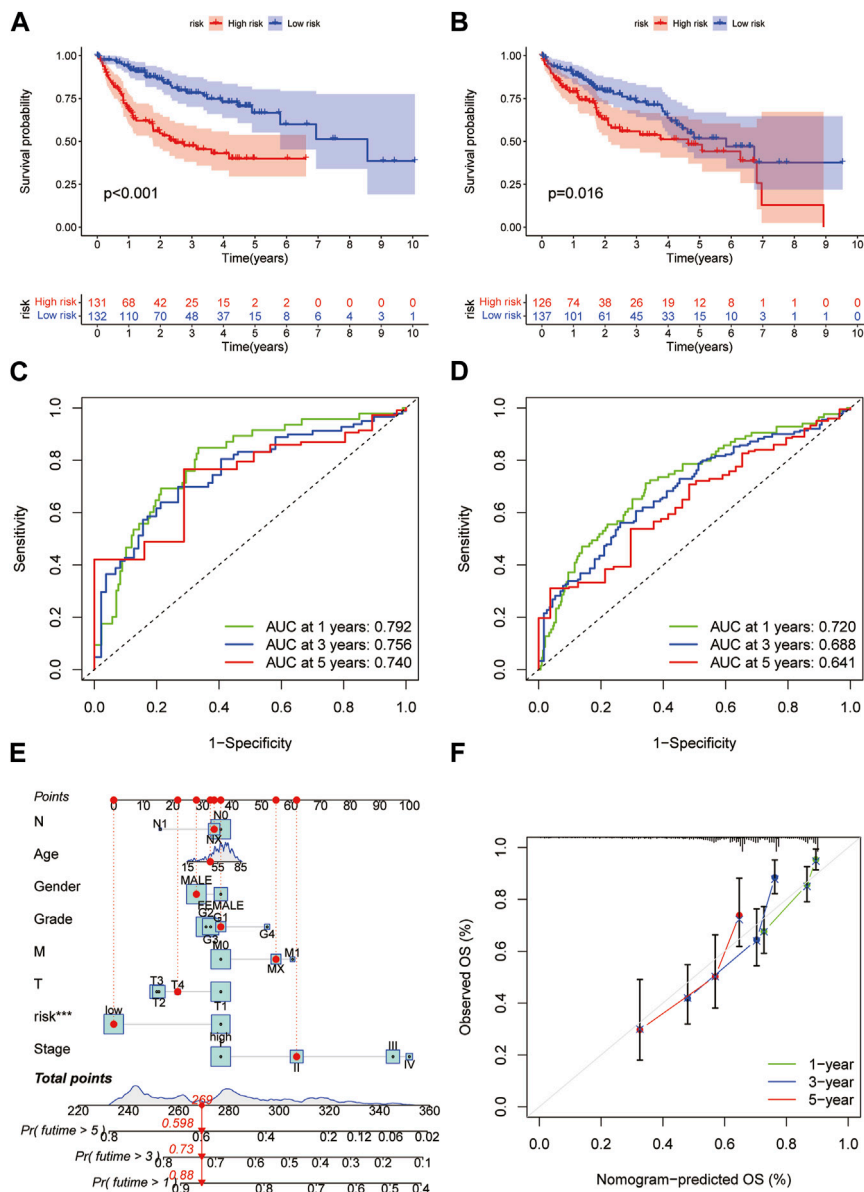 A
risk High risk Low risk
Survival probability
1.00
0.75
0.50
0.25
0.00
p<0.001
0 1 2 3 4 5 6 7 8 9 10
Time(years)
risk
High risk 131 68 42 25 15 2 2 0 0 0 0
Low risk 132 110 70 48 37 15 8 6 4 3 1
0 1 2 3 4 5 6 7 8 9 10
Time(years)
B
risk High risk Low risk
Survival probability
1.00
0.75
0.50
0.25
0.00
p=0.016
0 1 2 3 4 5 6 7 8 9 10
Time(years)
risk
High risk 126 74 38 26 19 12 8 1 1 0 0
Low risk 137 101 61 45 33 15 10 3 1 1 0
0 1 2 3 4 5 6 7 8 9 10
Time(years)
C
Sensitivity
1.0
0.8
0.6
0.4
0.2
0.0
AUC at 1 years: 0.792
AUC at 3 years: 0.756
AUC at 5 years: 0.740
0.0 0.2 0.4 0.6 0.8 1.0
1−Specificity
D
Sensitivity
1.0
0.8
0.6
0.4
0.2
0.0
AUC at 1 years: 0.720
AUC at 3 years: 0.688
AUC at 5 years: 0.641
0.0 0.2 0.4 0.6 0.8 1.0
1−Specificity
E
Points
0 10 20 30 40 50 60 70 80 90 100
N
N0
N1
NX
Age
15 55 85
Gender
MALE
FEMALE
Grade
G2 G1
G3 G4
M
M0 M1
MX
T
T3 T4
T2 T1
risk***
low
high
Stage
I III
II IV
Total points
269
220 240 260 280 300 320 340 360
Pr( futime > 5 )
0.598
0.8 0.6 0.4 0.2 0.12 0.06 0.02
Pr( futime > 3 )
0.73
0.8 0.7 0.6 0.5 0.4 0.3 0.2 0.1
Pr( futime > 1 )
0.88
0.9 0.8 0.7 0.6 0.5 0.4
F
Observed OS (%)
1.0
0.8
0.6
0.4
0.2
0.0
1-year
3-year
5-year
0.0 0.2 0.4 0.6 0.8 1.0
Nomogram-predicted OS (%)